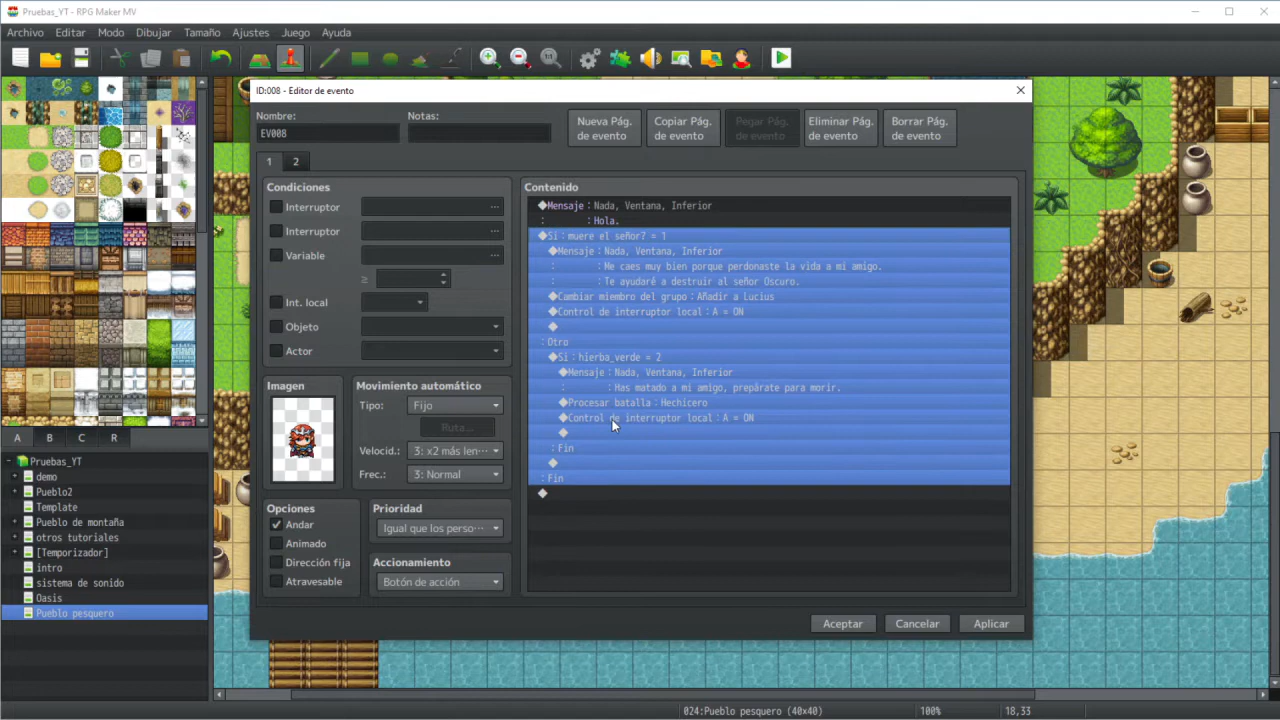 Pruebas_YT - RPG Maker MV
Archivo Editar Modo Dibujar Tamaño Ajustes Juego Ayuda
ID:008 - Editor de evento
Nombre:
EV008
Notas:
Nueva Pág. de evento
Copiar Pág. de evento
Pegar Pág. de evento
Eliminar Pág. de evento
Borrar Pág. de evento
1 2
Condiciones
Interruptor ...
Interruptor ...
Variable ...
≥
Int. local
Objeto
Actor
Imagen
Movimiento automático
Tipo: Fijo
Ruta...
Velocid.: 3: x2 más len···
Frec.: 3: Normal
Opciones
Andar
Animado
Dirección fija
Atravesable
Prioridad
Igual que los perso···
Accionamiento
Botón de acción
Contenido
◆Mensaje：Nada, Ventana, Inferior
：　　：Hola.
◆Si：muere el señor? = 1
◆Mensaje：Nada, Ventana, Inferior
：　　：Me caes muy bien porque perdonaste la vida a mi amigo.
：　　：Te ayudaré a destruir al señor Oscuro.
◆Cambiar miembro del grupo：Añadir a Lucius
◆Control de interruptor local：A = ON
◆
：Otro
◆Si：hierba_verde = 2
◆Mensaje：Nada, Ventana, Inferior
：　　：Has matado a mi amigo, prepárate para morir.
◆Procesar batalla：Hechicero
◆Control de interruptor local：A = ON
◆
：Fin
◆
：Fin
◆
Aceptar Cancelar Aplicar
A B C R
Pruebas_YT
demo
Pueblo2
Template
Pueblo de montaña
otros tutoriales
[Temporizador]
intro
sistema de sonido
Oasis
Pueblo pesquero
024:Pueblo pesquero (40x40) 100% 18,33